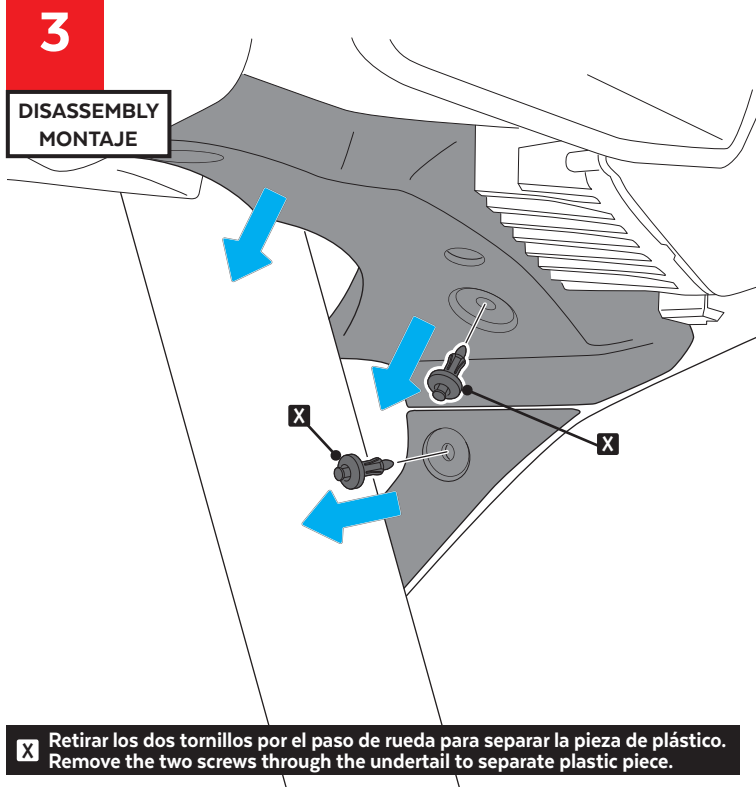 3
DISASSEMBLY
MONTAJE
X
X
X Retirar los dos tornillos por el paso de rueda para separar la pieza de plástico.
Remove the two screws through the undertail to separate plastic piece.